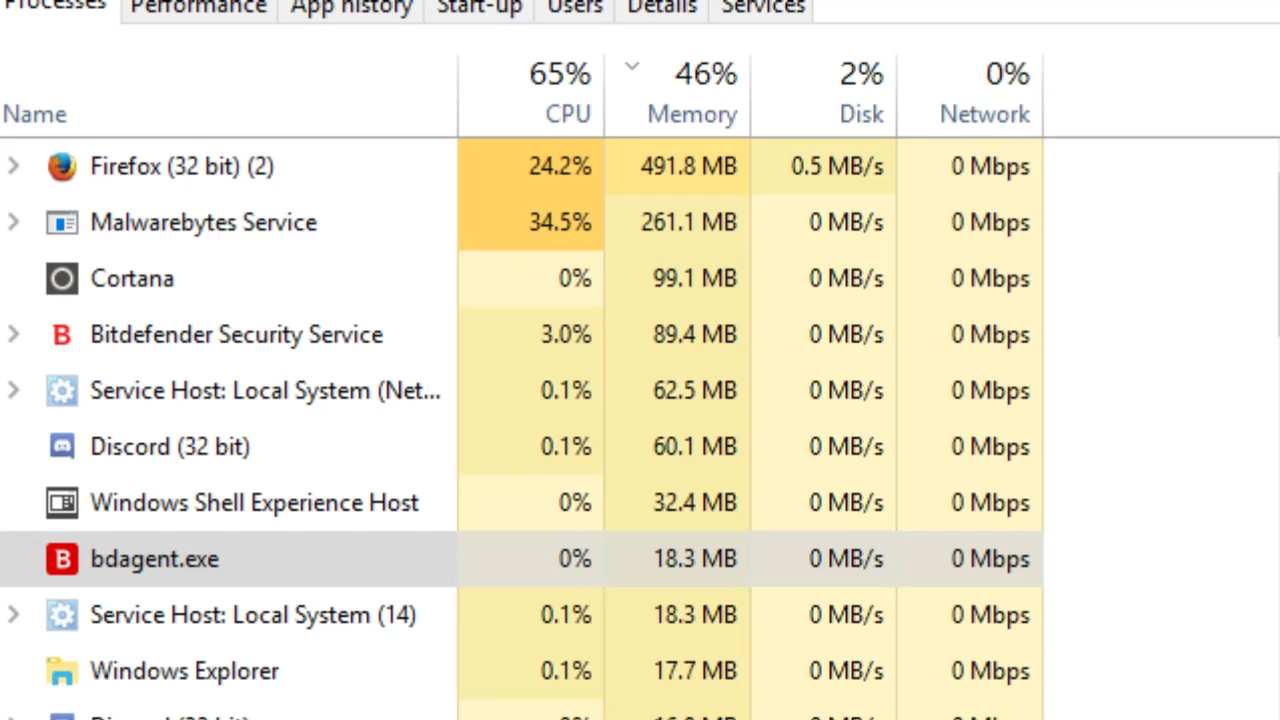 Processes Performance App history Start-up Users Details Services
65% 46% 2% 0%
Name CPU Memory Disk Network
Firefox (32 bit) (2) 24.2% 491.8 MB 0.5 MB/s 0 Mbps
Malwarebytes Service 34.5% 261.1 MB 0 MB/s 0 Mbps
Cortana 0% 99.1 MB 0 MB/s 0 Mbps
B Bitdefender Security Service 3.0% 89.4 MB 0 MB/s 0 Mbps
Service Host: Local System (Net... 0.1% 62.5 MB 0 MB/s 0 Mbps
Discord (32 bit) 0.1% 60.1 MB 0 MB/s 0 Mbps
Windows Shell Experience Host 0% 32.4 MB 0 MB/s 0 Mbps
B bdagent.exe 0% 18.3 MB 0 MB/s 0 Mbps
Service Host: Local System (14) 0.1% 18.3 MB 0 MB/s 0 Mbps
Windows Explorer 0.1% 17.7 MB 0 MB/s 0 Mbps
Discord (32 bit) 0%